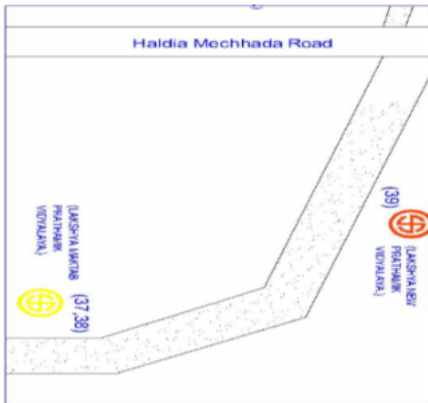 Haldia Mechhada Road
(39)
(LAKSHYA NEW
PRATHAMIK
VIDYALAYA.)
(LAKSHYA MAKTAB
PRATHAMIK
VIDYALAYA.)
(37,38)